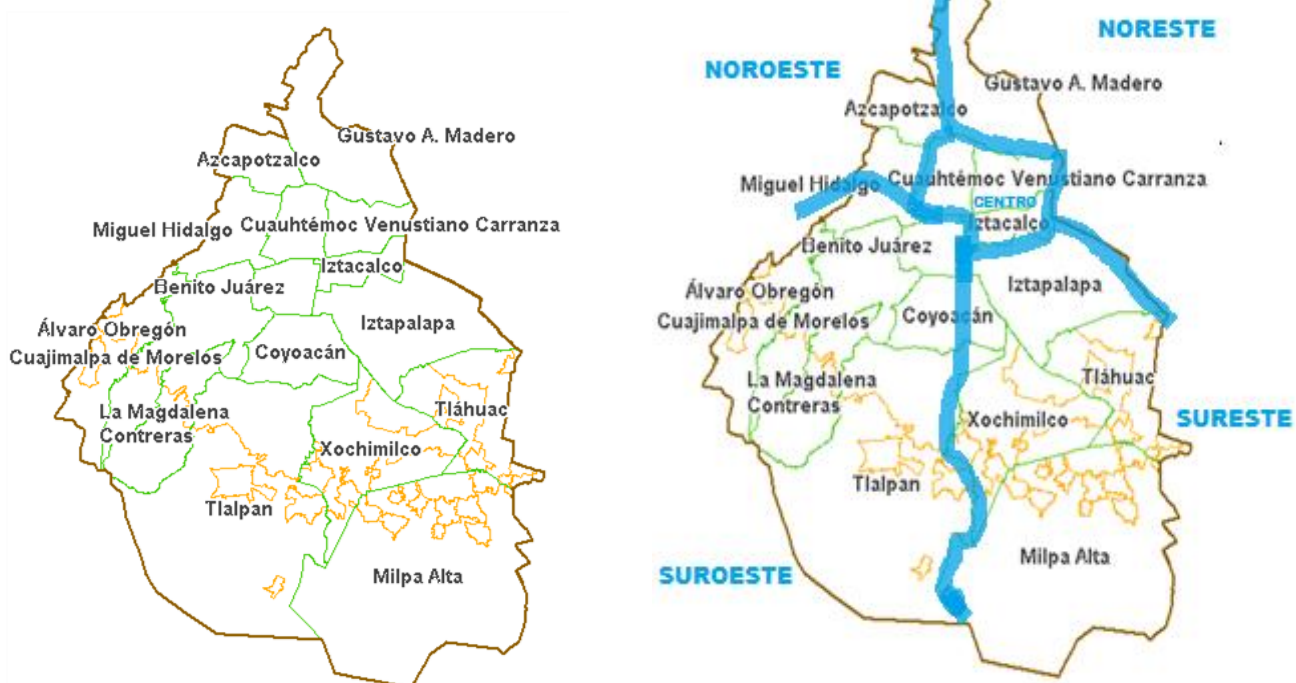 Gustavo A. Madero
Azcapotzalco
Miguel Hidalgo
Cuauhtémoc
Venustiano Carranza
Iztacalco
Benito Juárez
Iztapalapa
Álvaro Obregón
Cuajimalpa de Morelos
Coyoacán
La Magdalena
Contreras
Tláhuac
Xochimilco
Tlalpan
Milpa Alta
NORESTE
NOROESTE
Gustavo A. Madero
Azcapotzalco
Miguel Hidalgo
Cuauhtémoc
Venustiano Carranza
CENTRO
Iztacalco
Benito Juárez
Iztapalapa
Álvaro Obregón
Cuajimalpa de Morelos
Coyoacán
La Magdalena
Contreras
Tláhuac
Xochimilco
SURESTE
Tlalpan
Milpa Alta
SUROESTE